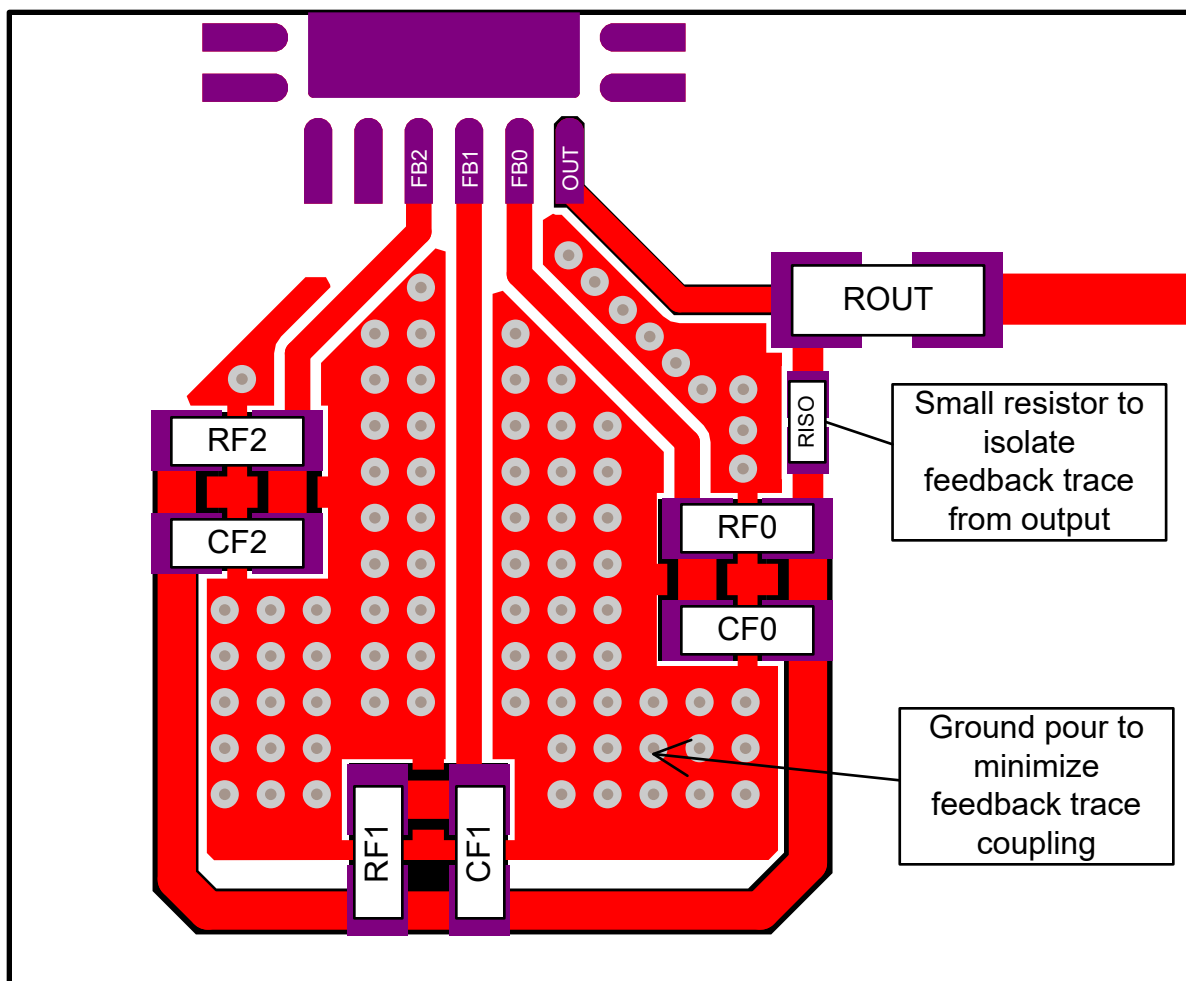 FB2
FB1
FB0
OUT
ROUT
RISO
Small resistor to
isolate
feedback trace
from output
RF2
CF2
RF0
CF0
Ground pour to
minimize
feedback trace
coupling
RF1
CF1